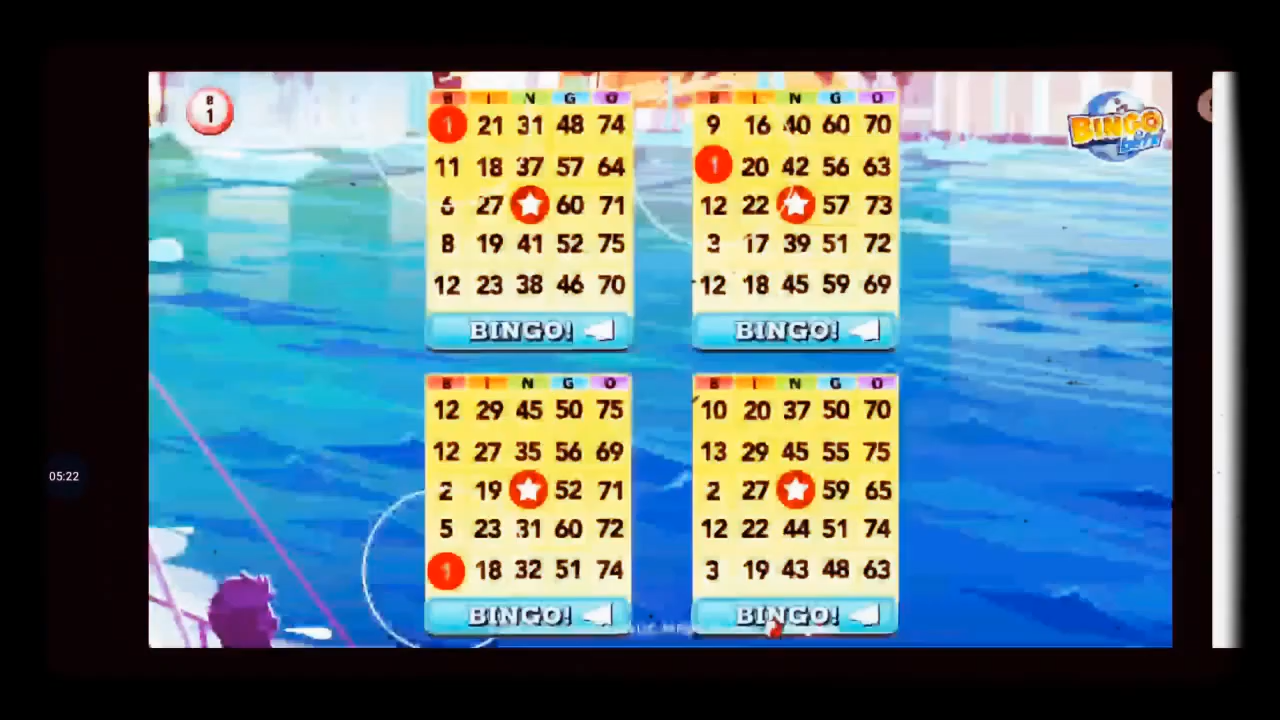 B
1
BINGO
B I N G O
1 21 31 48 74
11 18 37 57 64
6 27 60 71
8 19 41 52 75
12 23 38 46 70
BINGO!
B I N G O
9 16 40 60 70
1 20 42 56 63
12 22 57 73
3 17 39 51 72
12 18 45 59 69
BINGO!
05:22
B I N G O
12 29 45 50 75
12 27 35 56 69
2 19 52 71
5 23 31 60 72
1 18 32 51 74
BINGO!
B I N G O
10 20 37 50 70
13 29 45 55 75
2 27 59 65
12 22 44 51 74
3 19 43 48 63
BINGO!